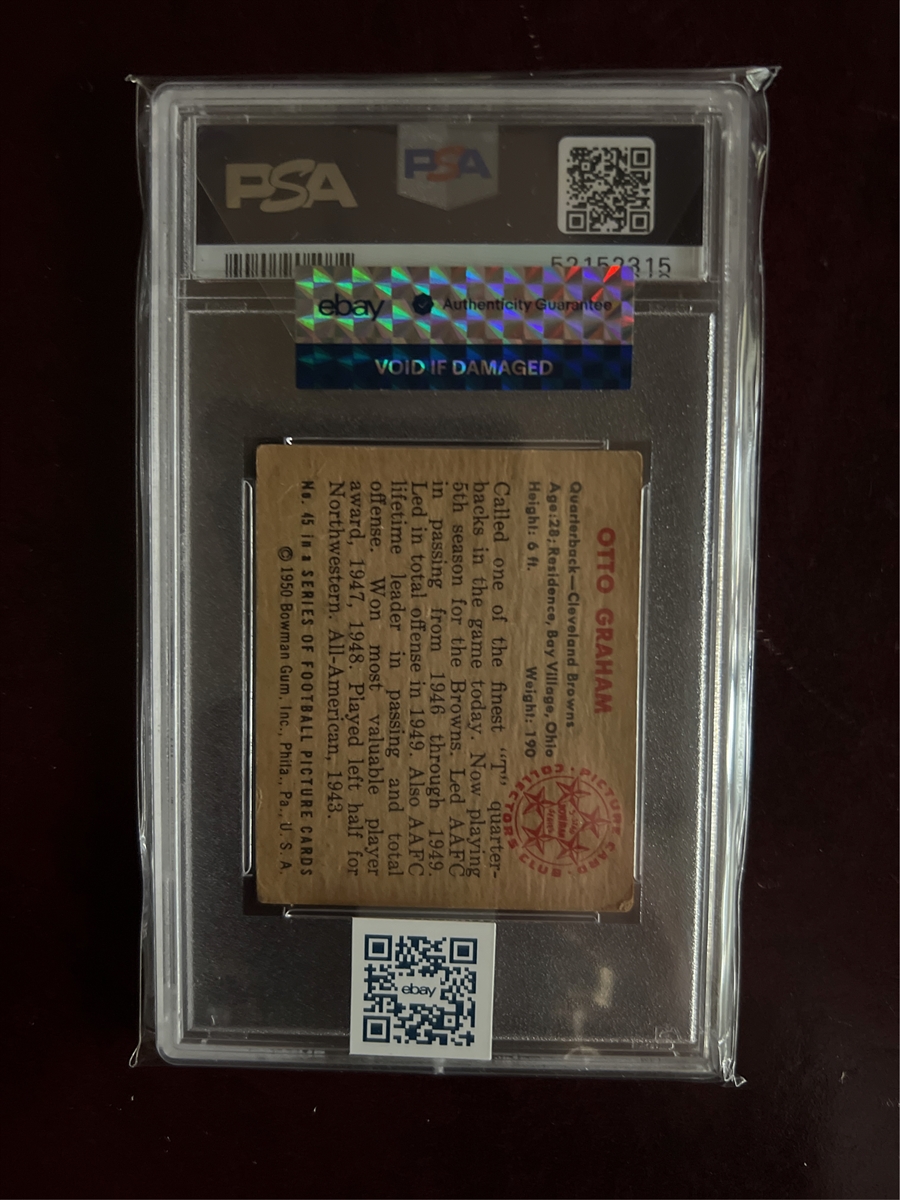 PSA
PSA
52152315
ebay Authenticity Guarantee
VOID IF DAMAGED
OTTO GRAHAM
Quarterback—Cleveland Browns
Age: 28; Residence, Bay Village, Ohio
Height: 6 ft. Weight: 190
Called one of the finest "T" quarter-
backs in the game today. Now playing
5th season for the Browns. Led AAFC
in passing from 1946 through 1949.
Led in total offense in 1949. Also AAFC
lifetime leader in passing and total
offense. Won most valuable player
award, 1947, 1948. Played left half for
Northwestern. All-American, 1943.
No. 45 in a SERIES OF FOOTBALL PICTURE CARDS
© 1950 Bowman Gum, Inc., Phila., Pa., U. S. A.
PICTURE CARD COLLECTORS CLUB
ebay